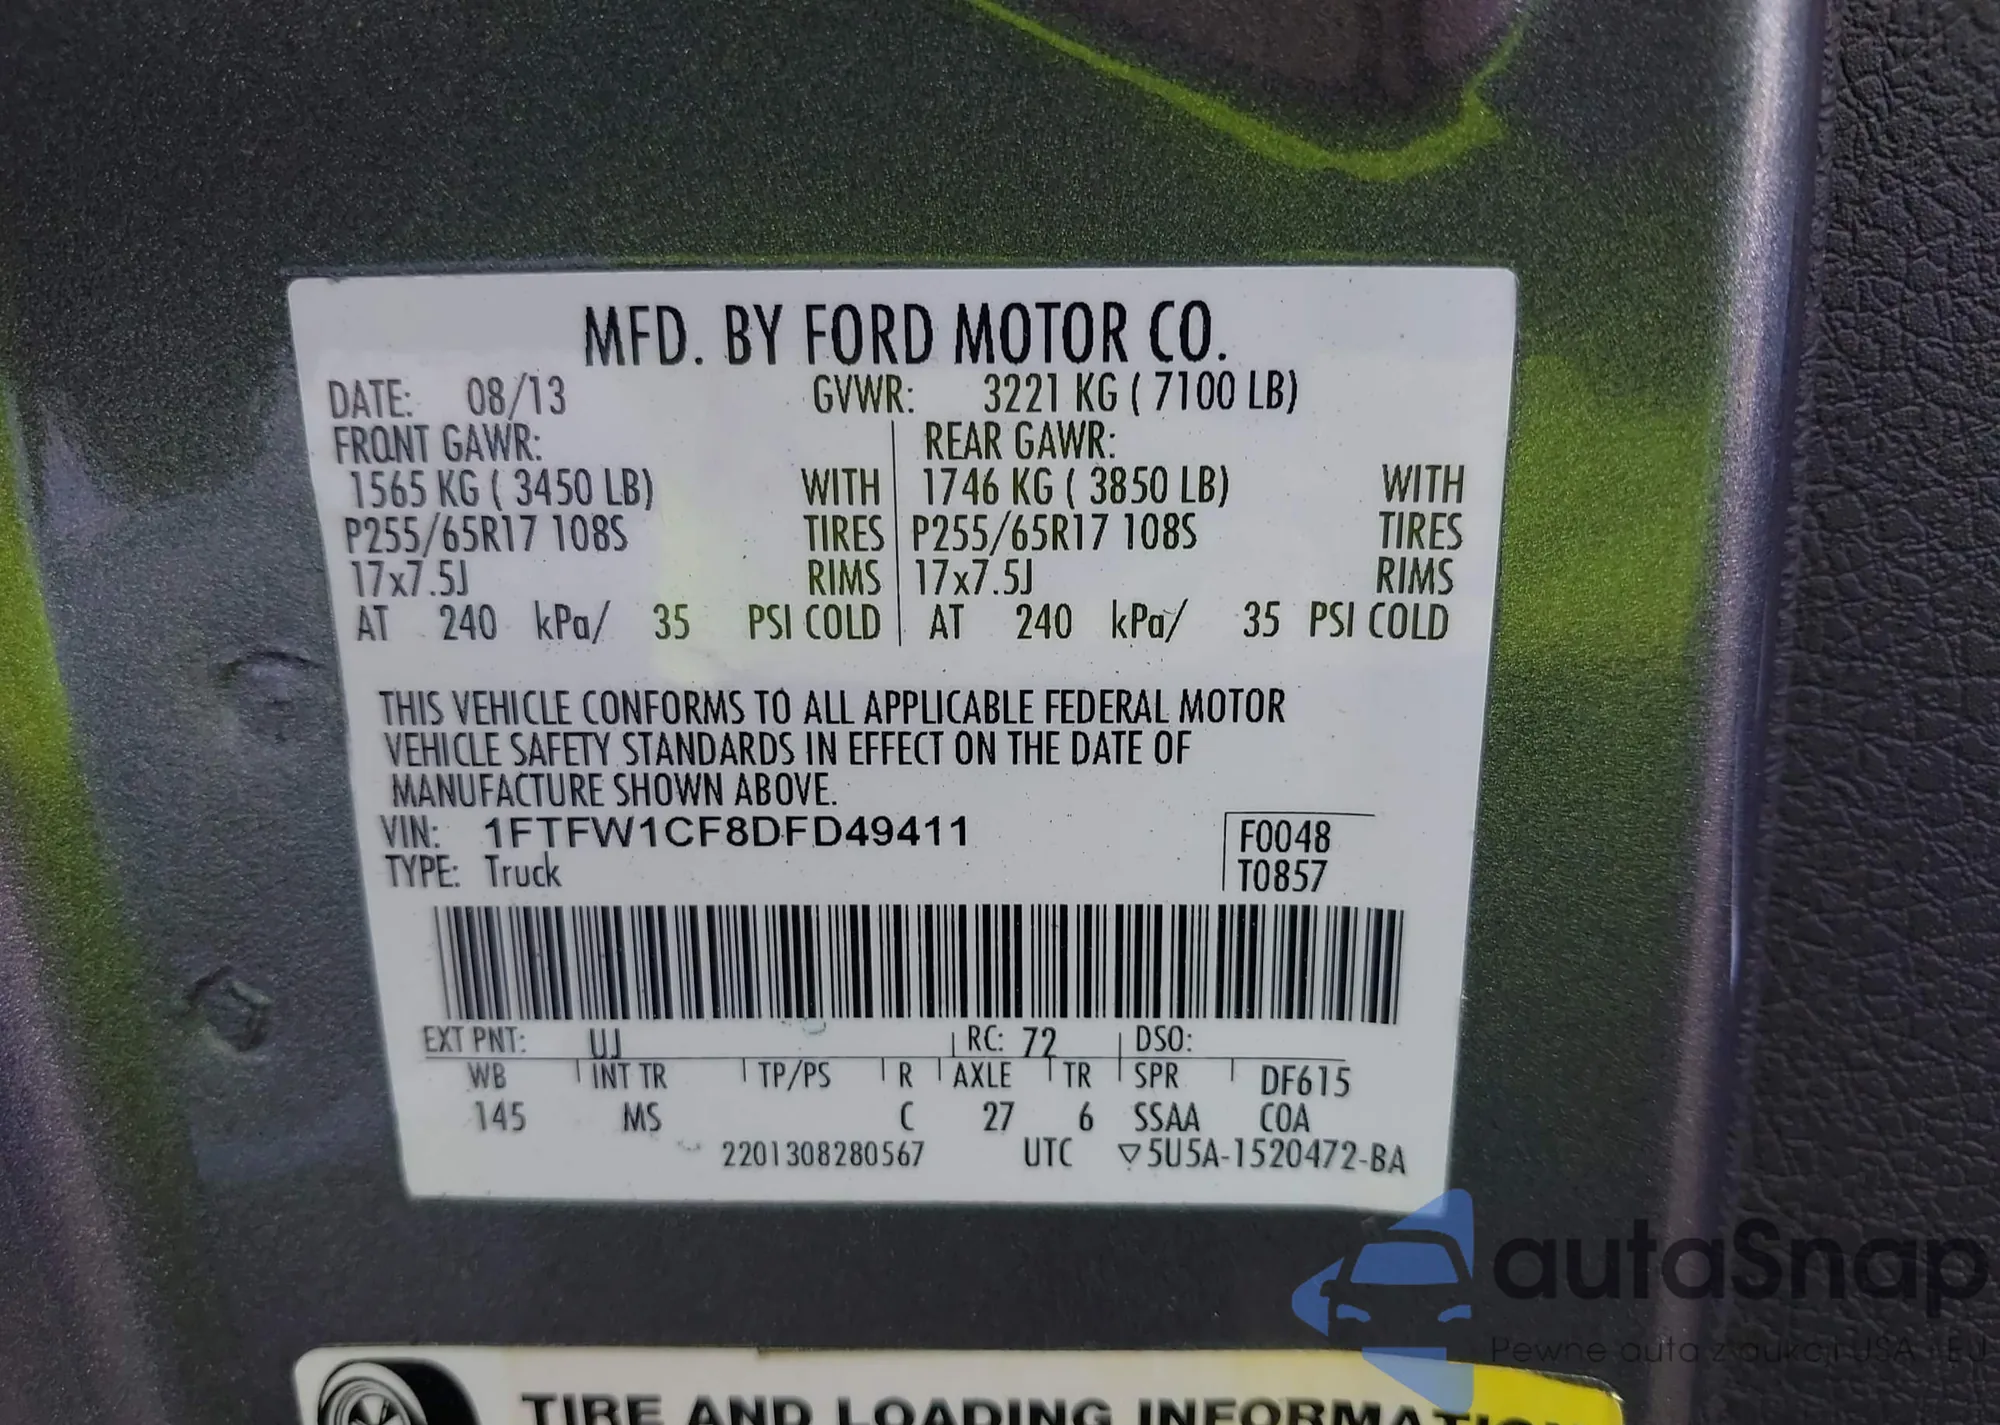 MFD. BY FORD MOTOR CO.
DATE: 08/13 GVWR: 3221 KG ( 7100 LB)
FRONT GAWR: REAR GAWR:
1565 KG ( 3450 LB) WITH 1746 KG ( 3850 LB) WITH
P255/65R17 108S TIRES P255/65R17 108S TIRES
17x7.5J RIMS 17x7.5J RIMS
AT 240 kPa/ 35 PSI COLD AT 240 kPa/ 35 PSI COLD
THIS VEHICLE CONFORMS TO ALL APPLICABLE FEDERAL MOTOR
VEHICLE SAFETY STANDARDS IN EFFECT ON THE DATE OF
MANUFACTURE SHOWN ABOVE.
VIN: 1FTFW1CF8DFD49411 F0048
TYPE: Truck T0857
EXT PNT: UJ RC: 72 DSO:
WB INT TR TP/PS R AXLE TR SPR DF615
145 MS C 27 6 SSAA COA
2201308280567 UTC ▽5U5A-1520472-BA
autaSnap
Pewne auta z aukcji USA i EU
TIRE AND LOADING INFORMATION